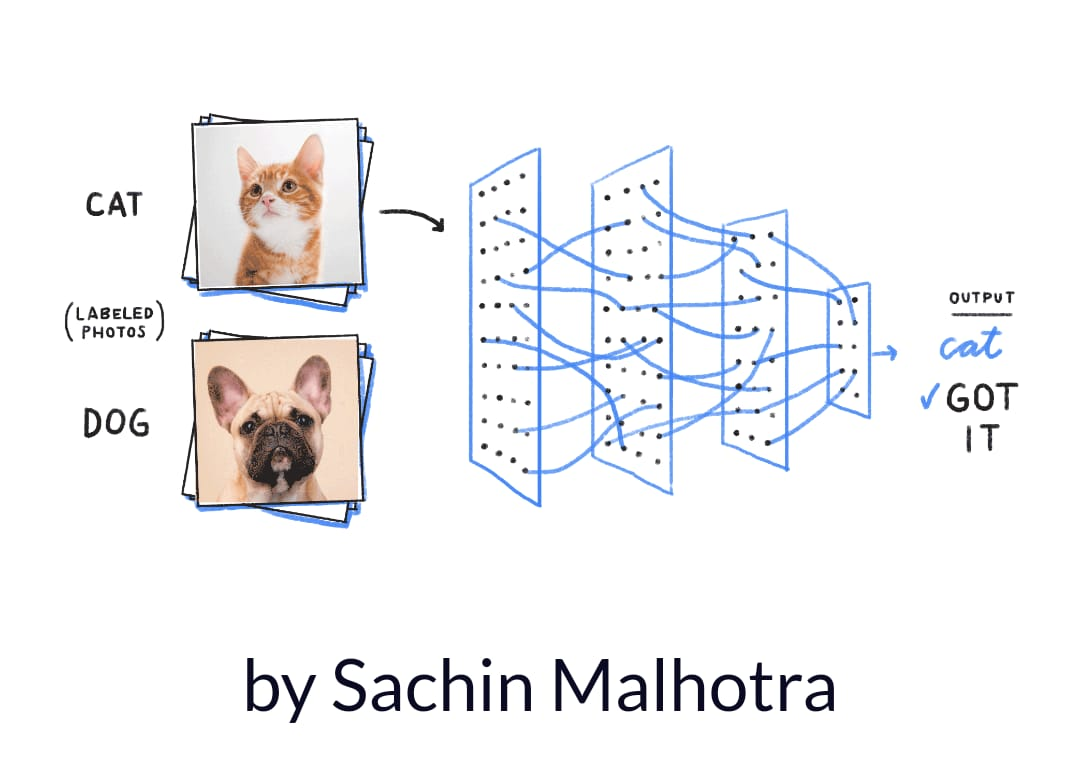 CAT
(LABELED
PHOTOS)
DOG
OUTPUT
cat
✓GOT
IT
by Sachin Malhotra